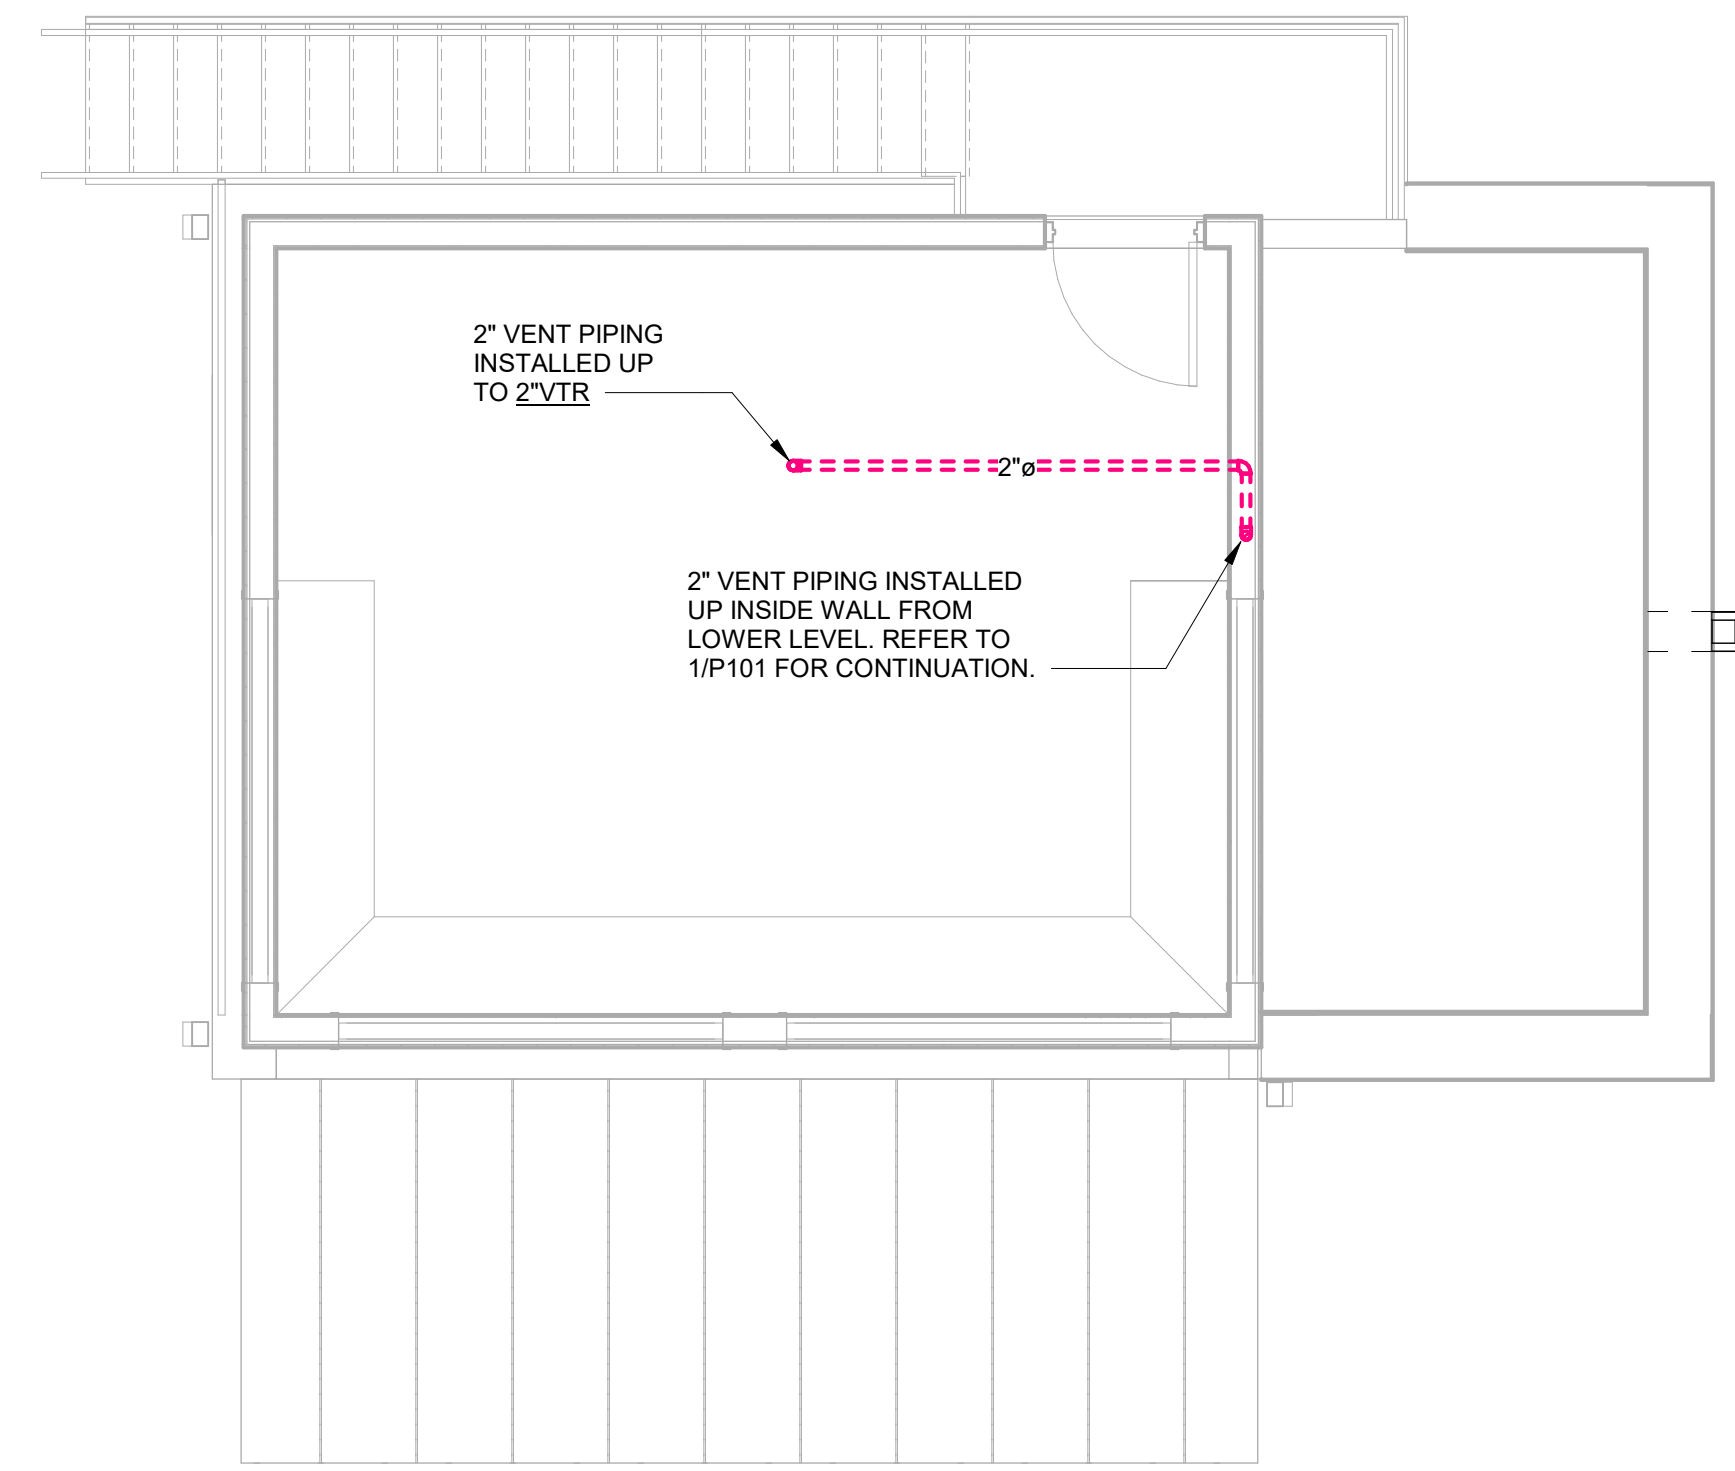 2" VENT PIPING
INSTALLED UP
TO 2"VTR
2"ø
2" VENT PIPING INSTALLED
UP INSIDE WALL FROM
LOWER LEVEL. REFER TO
1/P101 FOR CONTINUATION.